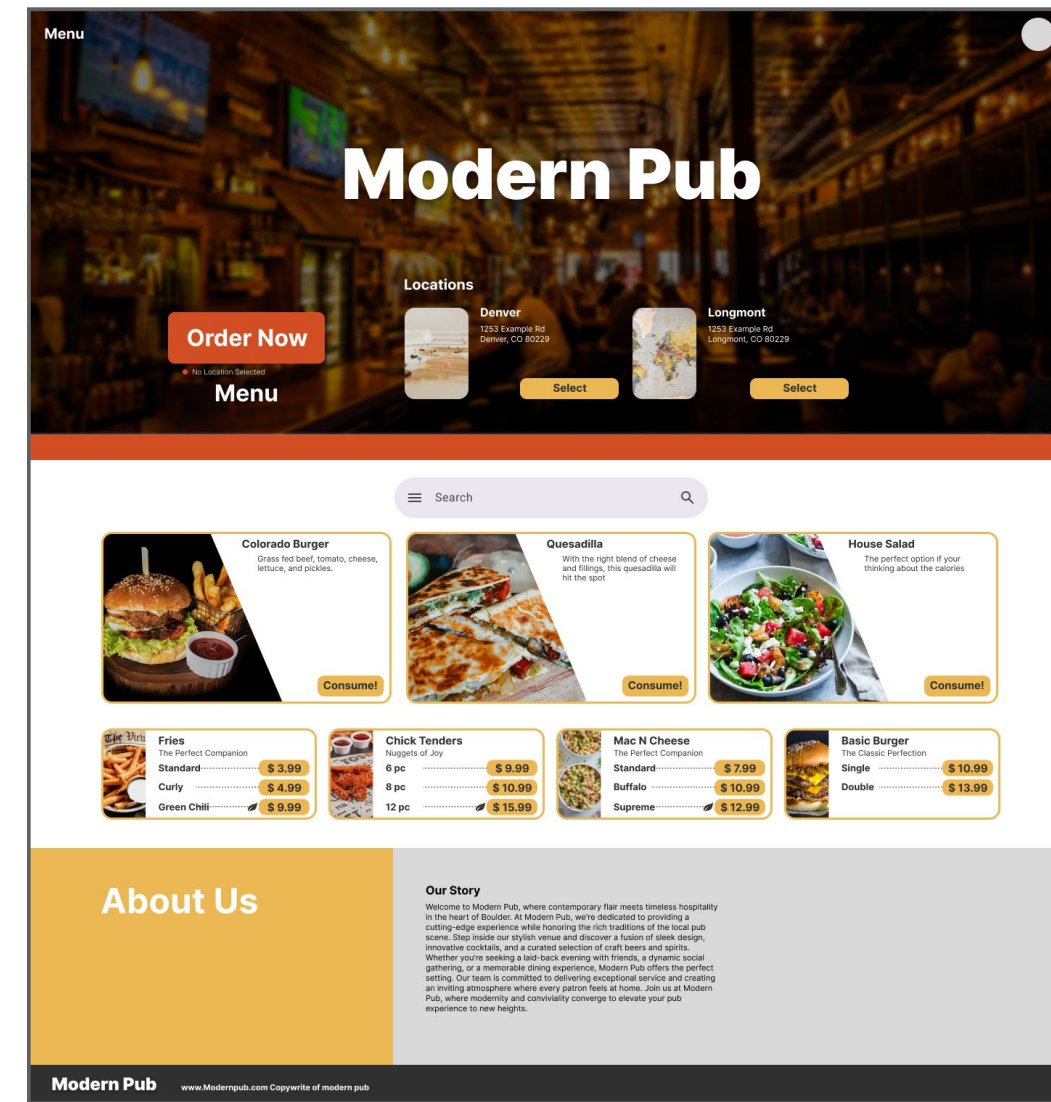 Menu
Modern Pub
Locations
Denver
1253 Example Rd
Denver, CO 80229
Select
Longmont
1253 Example Rd
Longmont, CO 80229
Select
Order Now
No Location Selected
Menu
Search
Colorado Burger
Grass fed beef, tomato, cheese,
lettuce, and pickles.
Consume!
Quesadilla
With the right blend of cheese
and fillings, this quesadilla will
hit the spot
Consume!
House Salad
The perfect option if your
thinking about the calories
Consume!
Fries
The Perfect Companion
Standard $ 3.99
Curly $ 4.99
Green Chili $ 9.99
Chick Tenders
Nuggets of Joy
6 pc $ 9.99
8 pc $ 10.99
12 pc $ 15.99
Mac N Cheese
The Perfect Companion
Standard $ 7.99
Buffalo $ 10.99
Supreme $ 12.99
Basic Burger
The Classic Perfection
Single $ 10.99
Double $ 13.99
About Us
Our Story
Welcome to Modern Pub, where contemporary flair meets timeless hospitality
in the heart of Boulder. At Modern Pub, we're dedicated to providing a
cutting-edge experience while honoring the rich traditions of the local pub
scene. Step inside our stylish venue and discover a fusion of sleek design,
innovative cocktails, and a curated selection of craft beers and spirits.
Whether you're seeking a laid-back evening with friends, a dynamic social
gathering, or a memorable dining experience, Modern Pub offers the perfect
setting. Our team is committed to delivering exceptional service and creating
an inviting atmosphere where every patron feels at home. Join us at Modern
Pub, where modernity and conviviality converge to elevate your pub
experience to new heights.
Modern Pub
www.Modernpub.com Copywrite of modern pub